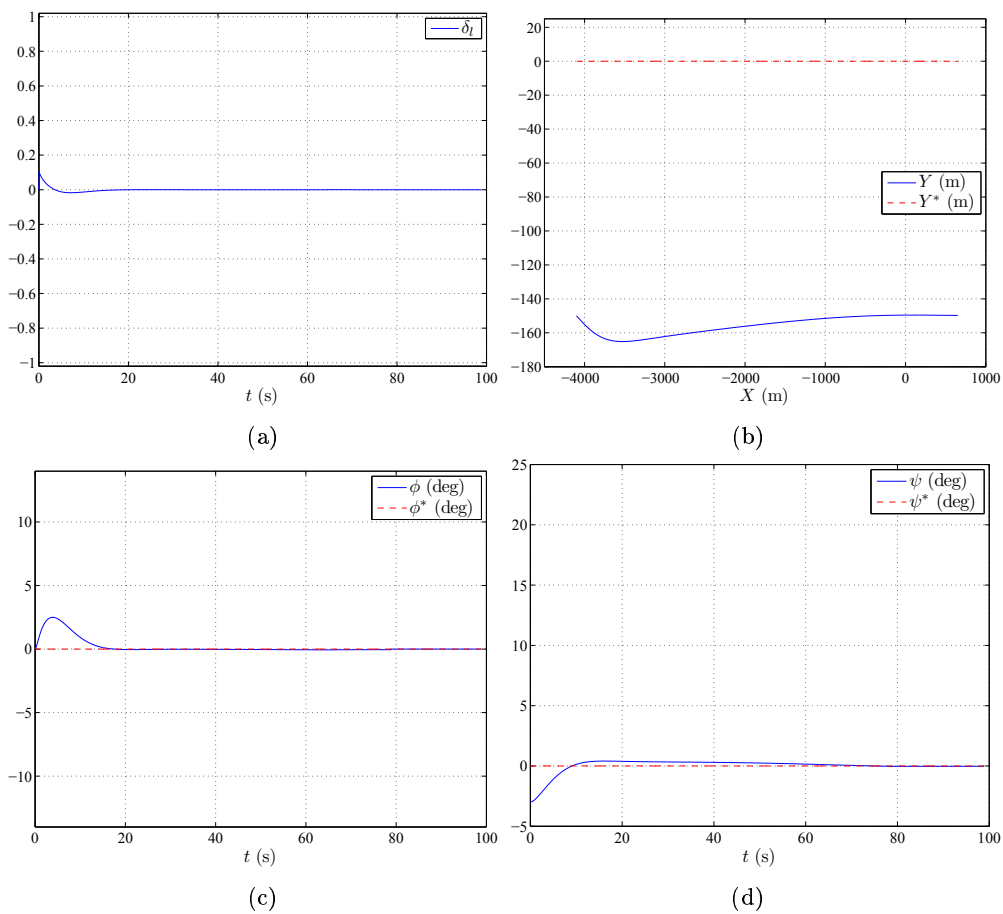 1
0.8
0.6
0.4
0.2
0
−0.2
−0.4
−0.6
−0.8
−1
δl
0 20 40 60 80 100
t (s)
(a)
20
0
−20
−40
−60
−80
−100
−120
−140
−160
−180
Y (m)
Y* (m)
−4000 −3000 −2000 −1000 0 1000
X (m)
(b)
10
5
0
−5
−10
ϕ (deg)
ϕ* (deg)
0 20 40 60 80 100
t (s)
(c)
25
20
15
10
5
0
−5
ψ (deg)
ψ* (deg)
0 20 40 60 80 100
t (s)
(d)